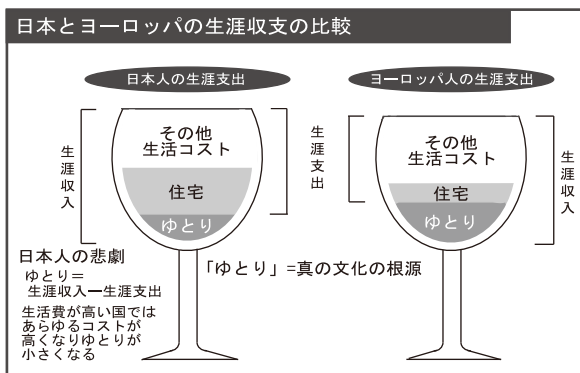 日本とヨーロッパの生涯収支の比較
日本人の生涯支出
ヨーロッパ人の生涯支出
生涯収入
その他
生活コスト
住宅
ゆとり
生涯支出
その他
生活コスト
住宅
ゆとり
生涯収入
日本人の悲劇
ゆとり＝
生涯収入ー生涯支出
生活費が高い国では
あらゆるコストが
高くなりゆとりが
小さくなる
「ゆとり」=真の文化の根源